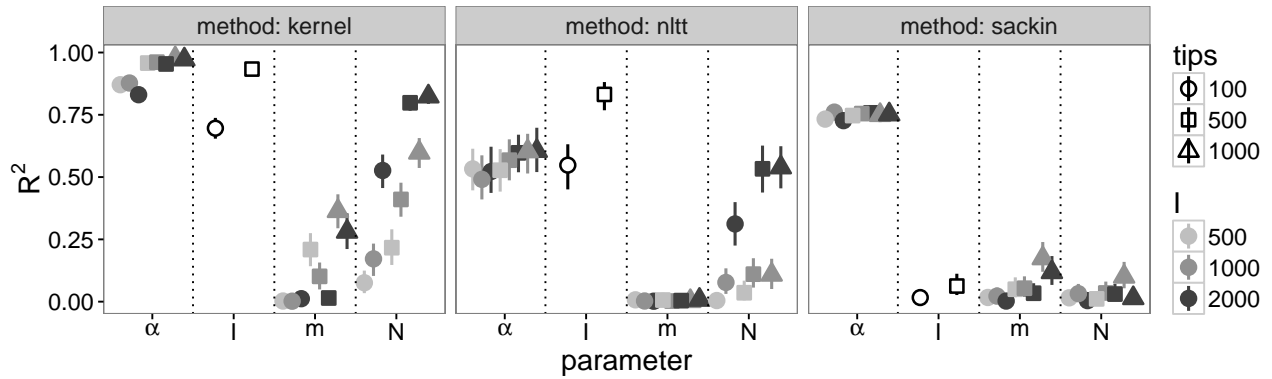 method: kernel
method: nltt
method: sackin
1.00
0.75
0.50
0.25
0.00
R²
α
I
m
N
α
I
m
N
α
I
m
N
parameter
tips
100
500
1000
I
500
1000
2000